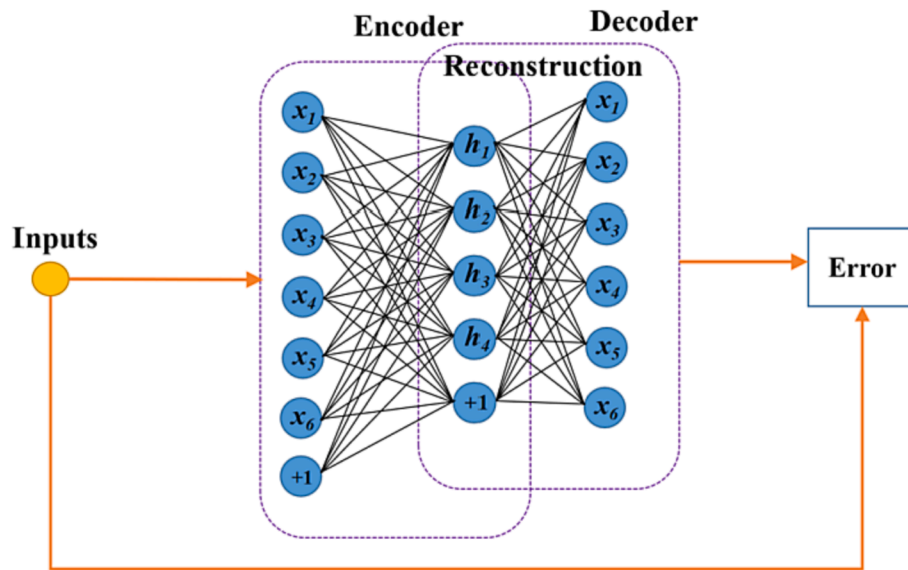 Encoder
Decoder
Reconstruction
Inputs
x1
x2
x3
x4
x5
x6
+1
h1
h2
h3
h4
+1
x1
x2
x3
x4
x5
x6
Error